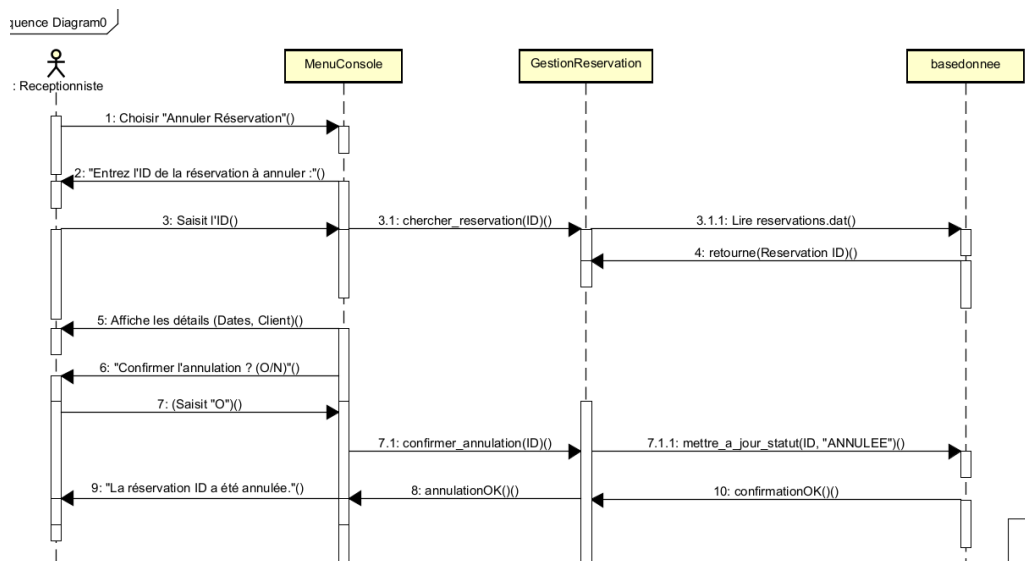 quence Diagram0
: Receptionniste
MenuConsole
GestionReservation
basedonnee
1: Choisir "Annuler Réservation"()
2: "Entrez l'ID de la réservation à annuler :"()
3: Saisit l'ID()
3.1: chercher_reservation(ID)()
3.1.1: Lire reservations.dat()
4: retourne(Reservation ID)()
5: Affiche les détails (Dates, Client)()
6: "Confirmer l'annulation ? (O/N)"()
7: (Saisit "O")()
7.1: confirmer_annulation(ID)()
7.1.1: mettre_a_jour_statut(ID, "ANNULEE")()
9: "La réservation ID a été annulée."()
8: annulationOK()()
10: confirmationOK()()